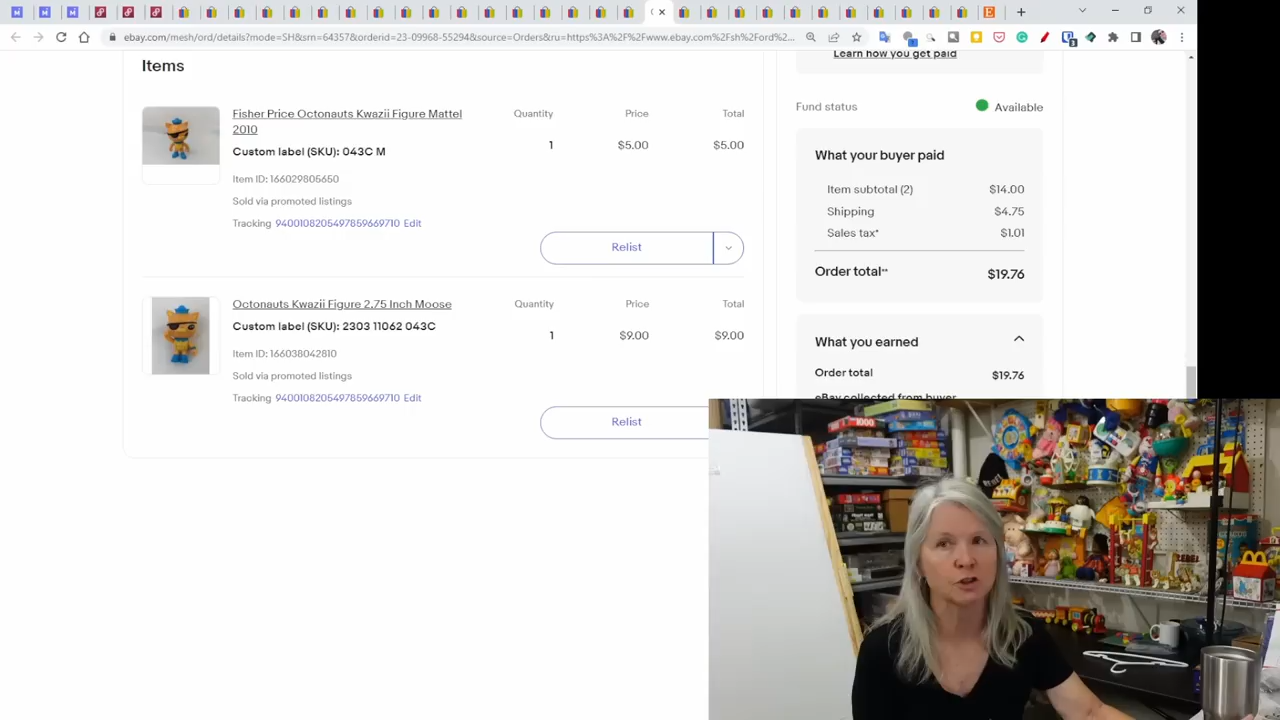 ebay.com/mesh/ord/details?mode=SH&srn=64357&orderid=23-09968-55294&source=Orders&ru=https%3A%2F%2Fwww.ebay.com%2Fsh%2Ford%2...
Learn how you get paid
Items
Fund status
Available
Fisher Price Octonauts Kwazii Figure Mattel
2010
Quantity
Price
Total
Custom label (SKU): 043C M
1
$5.00
$5.00
Item ID: 166029805650
Sold via promoted listings
Tracking 9400108205497859669710 Edit
Relist
Octonauts Kwazii Figure 2.75 Inch Moose
Quantity
Price
Total
Custom label (SKU): 2303 11062 043C
1
$9.00
$9.00
Item ID: 166038042810
Sold via promoted listings
Tracking 9400108205497859669710 Edit
Relist
What your buyer paid
Item subtotal (2)
$14.00
Shipping
$4.75
Sales tax*
$1.01
Order total**
$19.76
What you earned
Order total
$19.76
eBay collected from buyer
1000